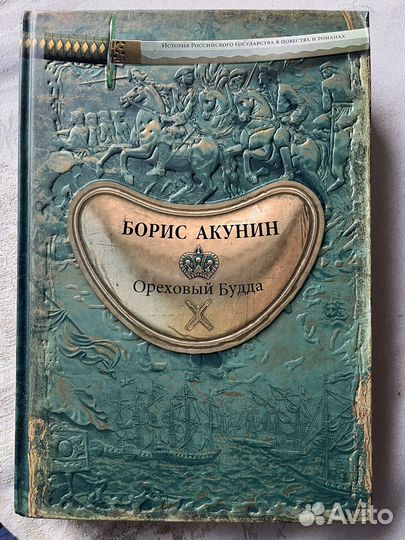 История Российского государства в повестях и романах
БОРИС АКУНИН
Ореховый Будда
Avito